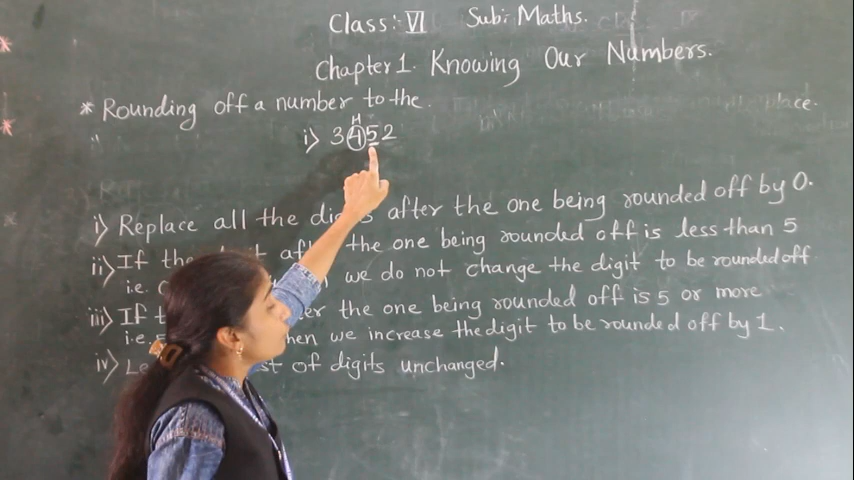 Class: VI Sub: Maths.
Chapter 1. Knowing Our Numbers.
* Rounding off a number to the.
place.
H
i) 3452
i) Replace all the digits after the one being rounded off by 0.
ii) If the the one being rounded off is less than 5
i.e. we do not change the digit to be rounded off
iii) If the one being rounded off is 5 or more
i.e. then we increase the digit to be rounded off by 1.
iv) of digits unchanged.